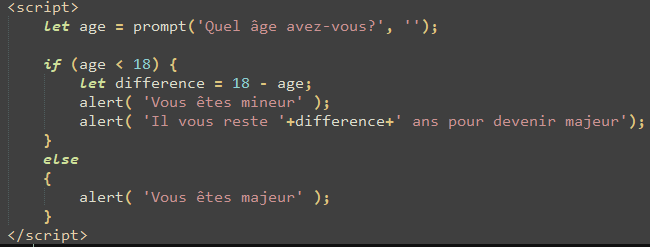 <script>
let age = prompt('Quel âge avez-vous?', '');
if (age < 18) {
let difference = 18 - age;
alert( 'Vous êtes mineur' );
alert( 'Il vous reste '+difference+' ans pour devenir majeur');
}
else
{
alert( 'Vous êtes majeur' );
}
</script>